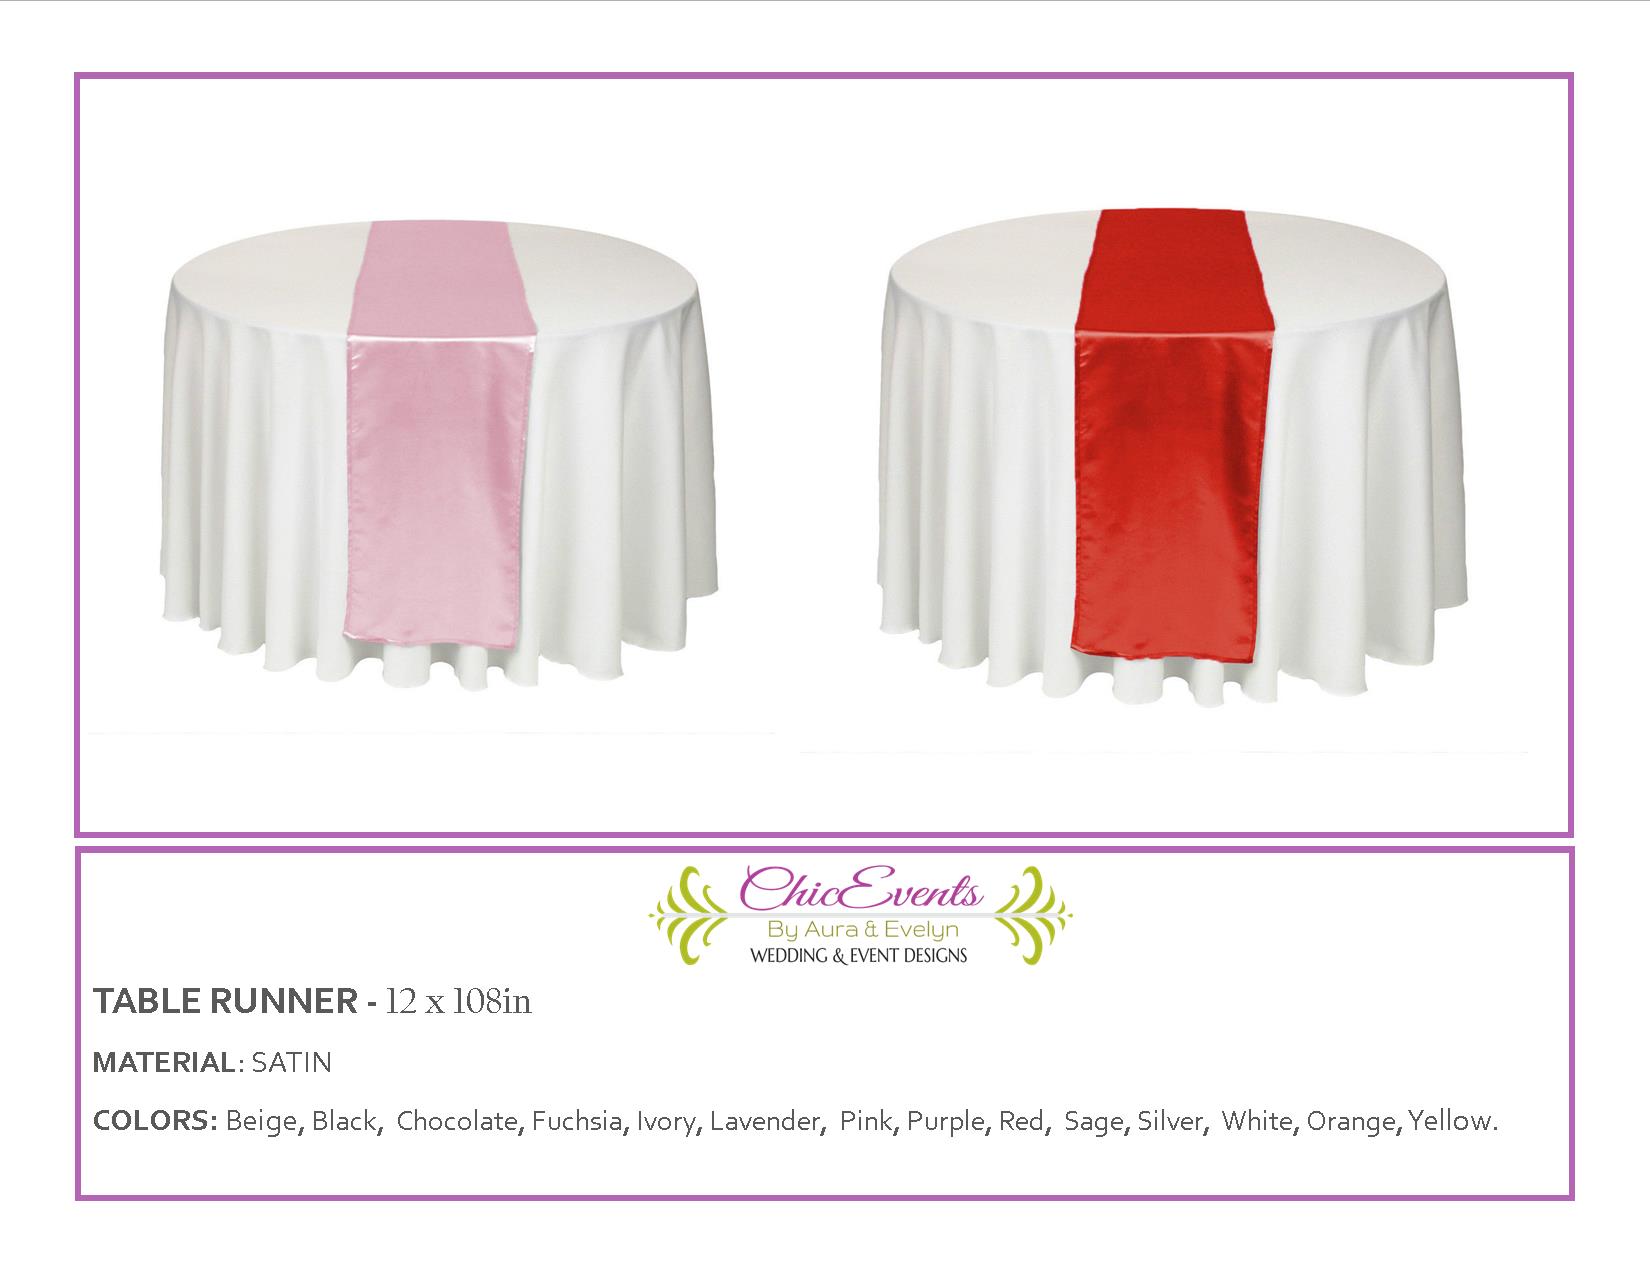 ChicEvents
By Aura & Evelyn
WEDDING & EVENT DESIGNS
TABLE RUNNER - 12 x 108in
MATERIAL: SATIN
COLORS: Beige, Black, Chocolate, Fuchsia, Ivory, Lavender, Pink, Purple, Red, Sage, Silver, White, Orange, Yellow.